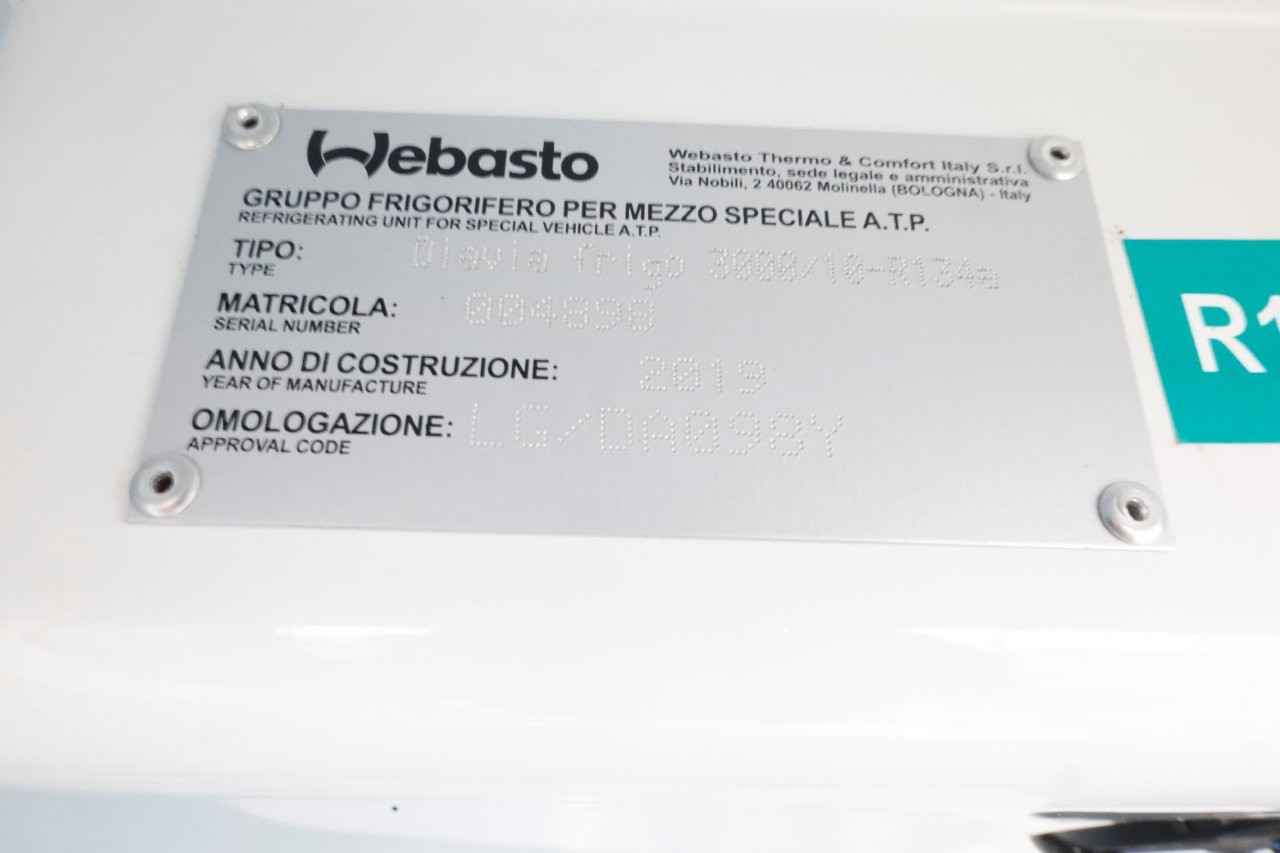 Webasto
Webasto Thermo & Comfort Italy S.r.l.
Stabilimento, sede legale e amministrativa
Via Nobili, 2 40062 Molinella (BOLOGNA) - Italy
GRUPPO FRIGORIFERO PER MEZZO SPECIALE A.T.P.
REFRIGERATING UNIT FOR SPECIAL VEHICLE A.T.P.
TIPO: Diavia frigo 3000/10-R134a
TYPE
MATRICOLA: 004898
SERIAL NUMBER
ANNO DI COSTRUZIONE: 2019
YEAR OF MANUFACTURE
OMOLOGAZIONE: LG/DA098Y
APPROVAL CODE
R1